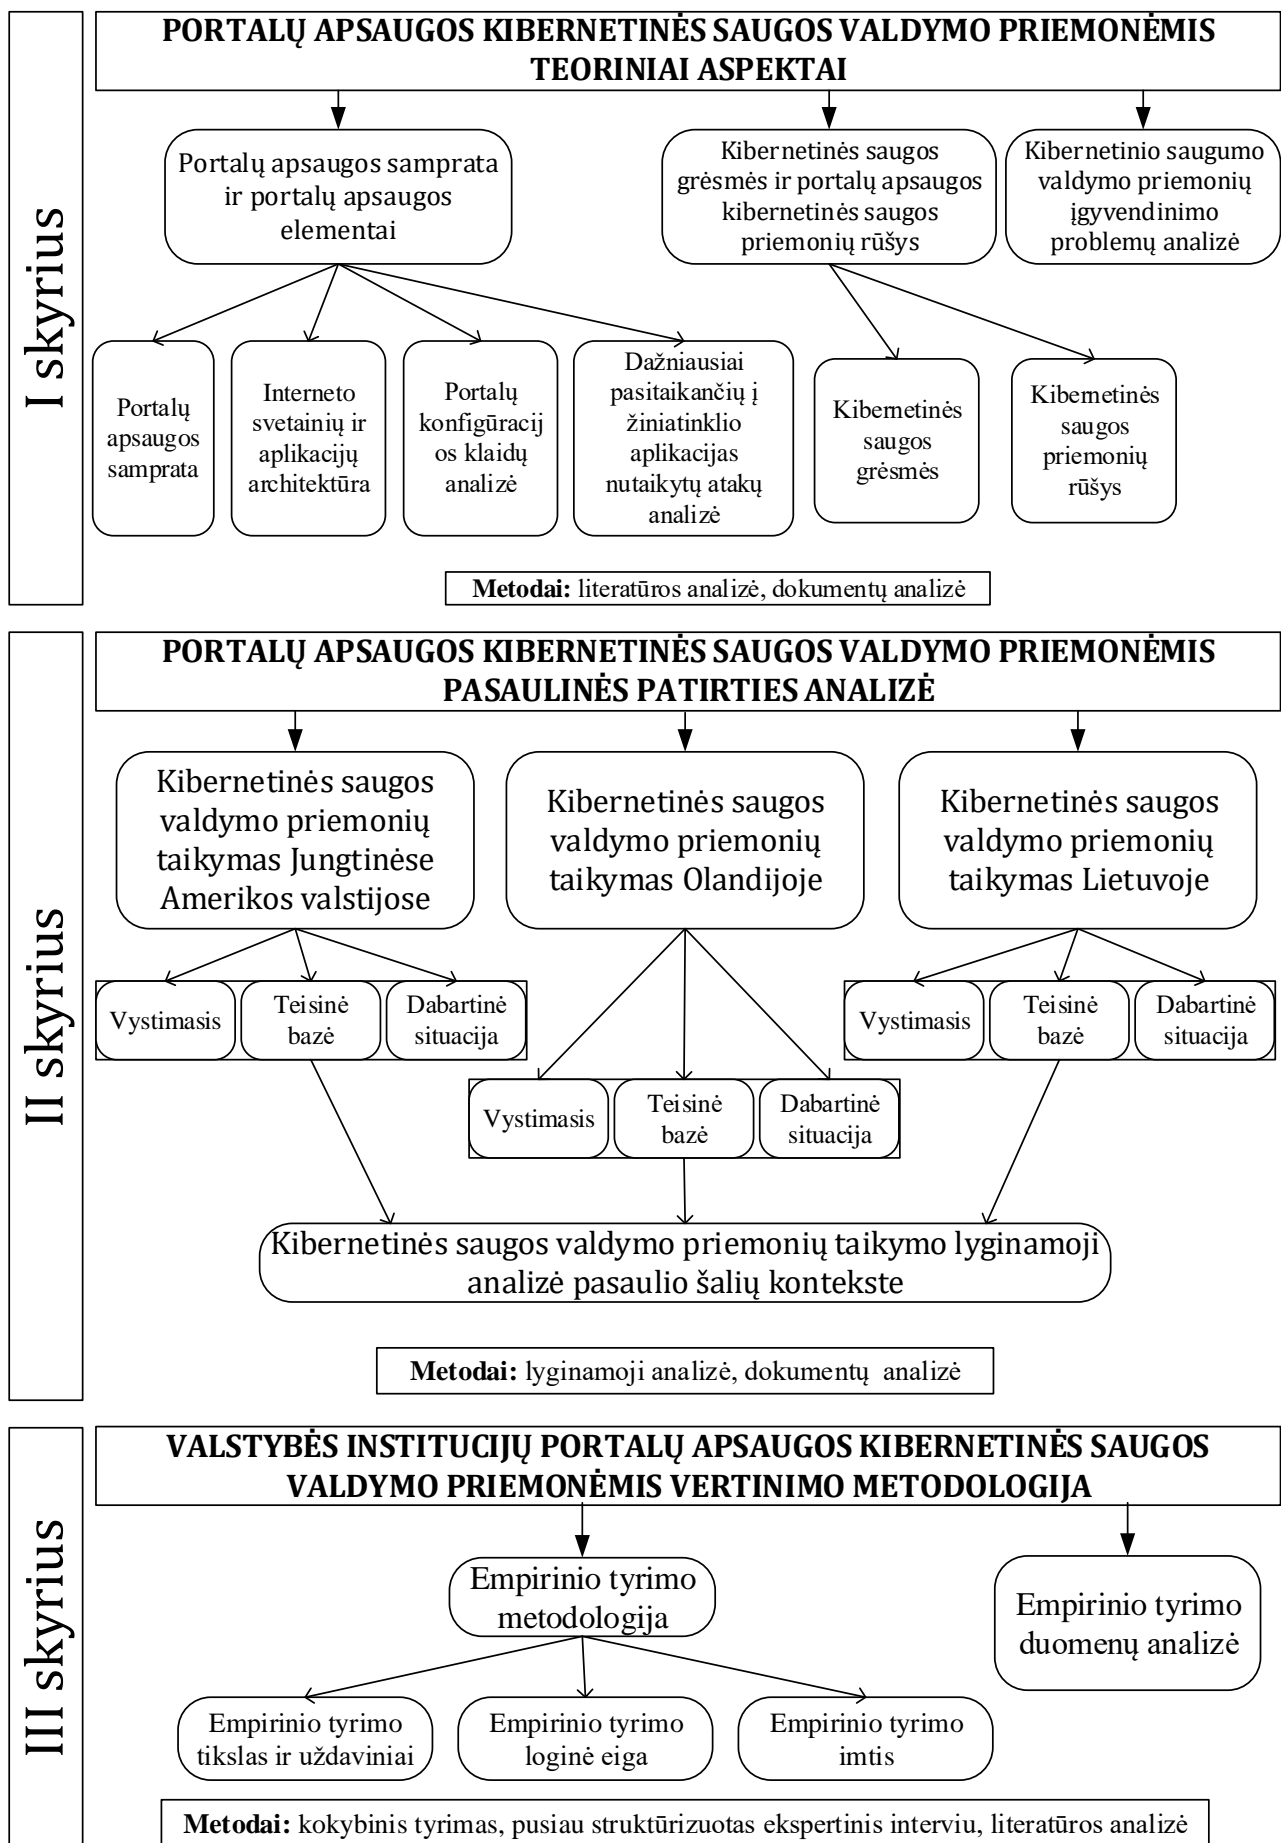 I skyrius
PORTALŲ APSAUGOS KIBERNETINĖS SAUGOS VALDYMO PRIEMONĖMIS
TEORINIAI ASPEKTAI
Portalų apsaugos samprata
ir portalų apsaugos
elementai
Kibernetinės saugos
grėsmės ir portalų apsaugos
kibernetinės saugos
priemonių rūšys
Kibernetinio saugumo
valdymo priemonių
įgyvendinimo
problemų analizė
Portalų
apsaugos
samprata
Interneto
svetainių ir
aplikacijų
architektūra
Portalų
konfigūracij
os klaidų
analizė
Dažniausiai
pasitaikančių į
žiniatinklio
aplikacijas
nutaikytų atakų
analizė
Kibernetinės
saugos
grėsmės
Kibernetinės
saugos
priemonių
rūšys
Metodai: literatūros analizė, dokumentų analizė
II skyrius
PORTALŲ APSAUGOS KIBERNETINĖS SAUGOS VALDYMO PRIEMONĖMIS
PASAULINĖS PATIRTIES ANALIZĖ
Kibernetinės saugos
valdymo priemonių
taikymas Jungtinėse
Amerikos valstijose
Kibernetinės saugos
valdymo priemonių
taikymas Olandijoje
Kibernetinės saugos
valdymo priemonių
taikymas Lietuvoje
Vystimasis
Teisinė
bazė
Dabartinė
situacija
Vystimasis
Teisinė
bazė
Dabartinė
situacija
Vystimasis
Teisinė
bazė
Dabartinė
situacija
Kibernetinės saugos valdymo priemonių taikymo lyginamoji
analizė pasaulio šalių kontekste
Metodai: lyginamoji analizė, dokumentų analizė
III skyrius
VALSTYBĖS INSTITUCIJŲ PORTALŲ APSAUGOS KIBERNETINĖS SAUGOS
VALDYMO PRIEMONĖMIS VERTINIMO METODOLOGIJA
Empirinio tyrimo
metodologija
Empirinio tyrimo
duomenų analizė
Empirinio tyrimo
tikslas ir uždaviniai
Empirinio tyrimo
loginė eiga
Empirinio tyrimo
imtis
Metodai: kokybinis tyrimas, pusiau struktūrizuotas ekspertinis interviu, literatūros analizė